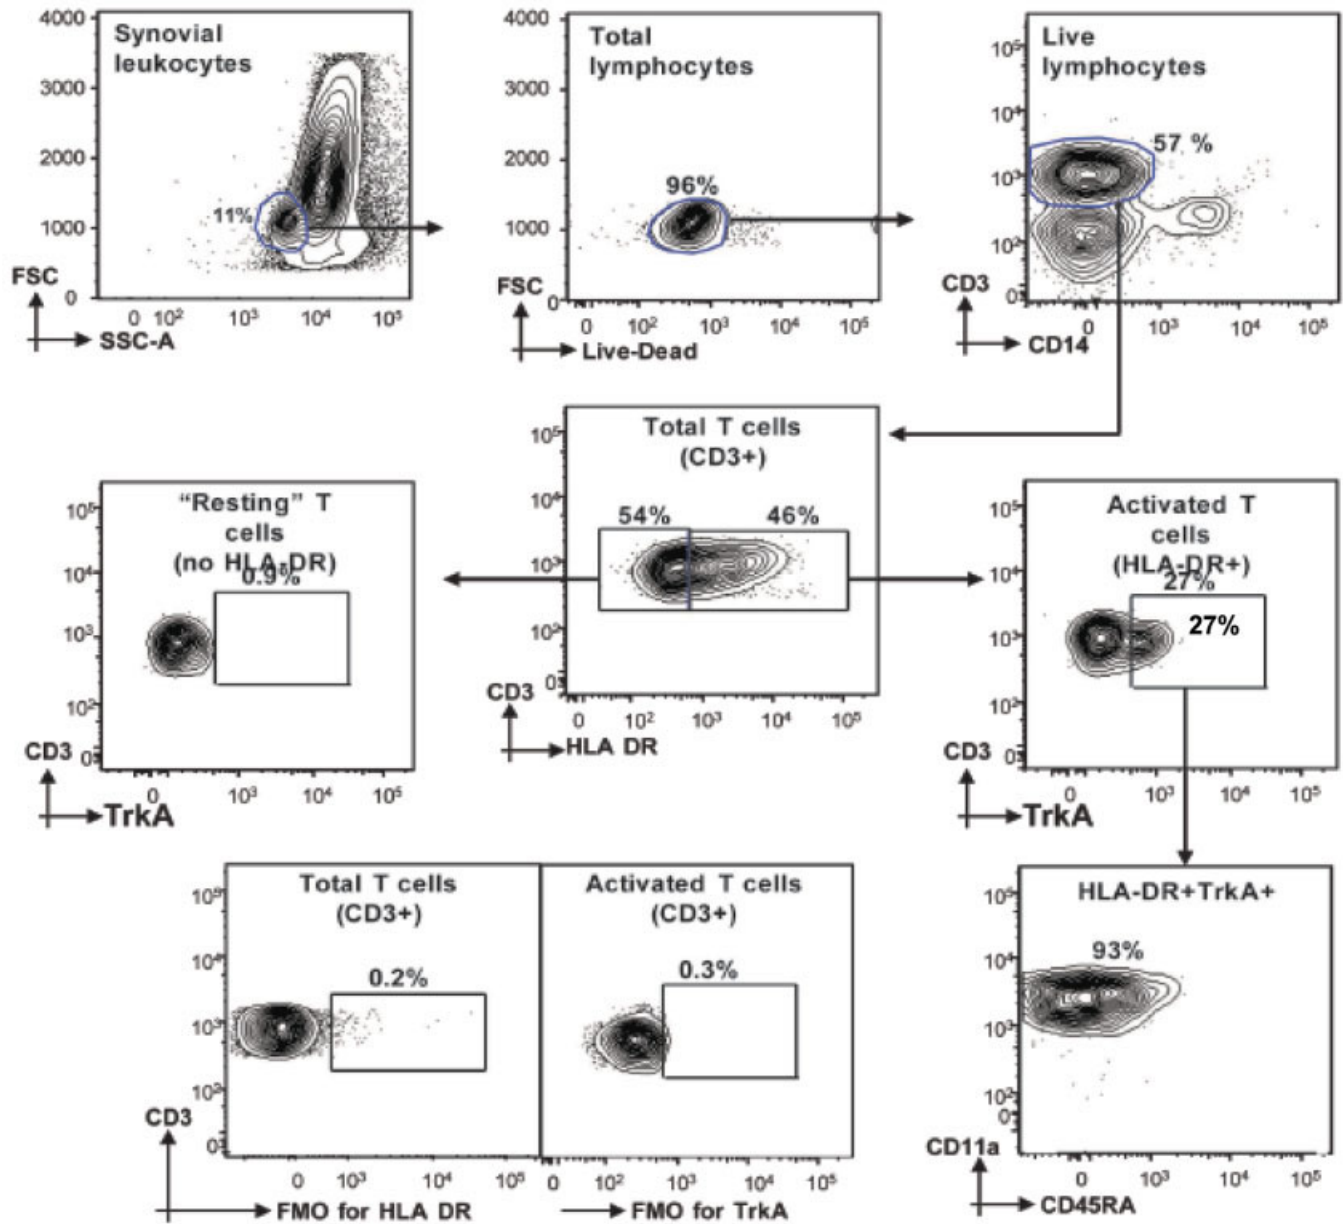 4000
3000
2000
1000
0
Synovial
leukocytes
11%
FSC
0 10² 10³ 10⁴ 10⁵
SSC-A
4000
3000
2000
1000
0
Total
lymphocytes
96%
FSC
0 10² 10³ 10⁴ 10⁵
Live-Dead
10⁵
10⁴
10³
10²
0
Live
lymphocytes
57 %
CD3
0 10³ 10⁴ 10⁵
CD14
10⁵
10⁴
10³
10²
0
Total T cells
(CD3+)
54% 46%
CD3
0 10² 10³ 10⁴ 10⁵
HLA DR
10⁵
10⁴
10³
10²
0
"Resting" T
cells
(no HLA-DR)
0.9%
CD3
0 10³ 10⁴ 10⁵
TrkA
10⁵
10⁴
10³
10²
0
Activated T
cells
(HLA-DR+)
27%
27%
CD3
0 10³ 10⁴ 10⁵
TrkA
10⁵
10⁴
10³
10²
0
Total T cells
(CD3+)
0.2%
CD3
0 10³ 10⁴ 10⁵
FMO for HLA DR
Activated T cells
(CD3+)
0.3%
0 10² 10³ 10⁴ 10⁵
FMO for TrkA
10⁵
10⁴
10³
10²
0
HLA-DR+TrkA+
93%
CD11a
0 10³ 10⁴ 10⁵
CD45RA